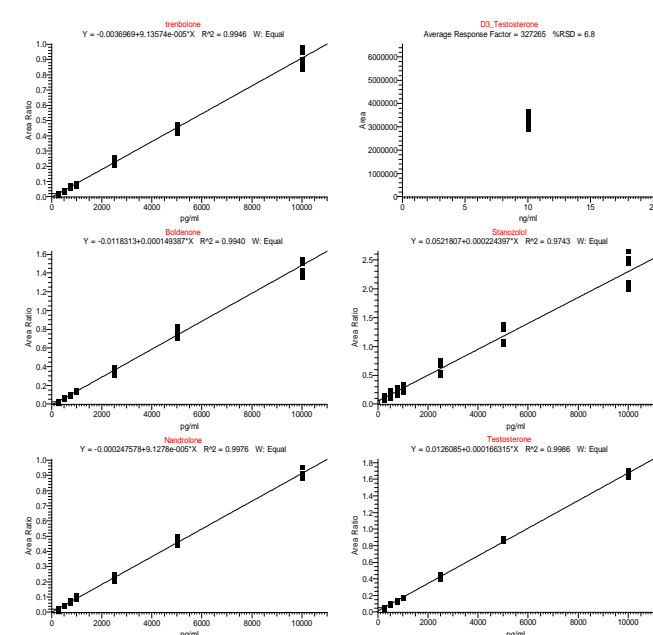 trenbolone
Y = -0.0036969+9.13574e-005*X R^2 = 0.9946 W: Equal
1.0
0.9
0.8
0.7
0.6
0.5
0.4
0.3
0.2
0.1
0.0
Area Ratio
0 2000 4000 6000 8000 10000
pg/ml
D3_Testosterone
Average Response Factor = 327265 %RSD = 6.8
6000000
5000000
4000000
3000000
2000000
1000000
0
Area
0 5 10 15 2
ng/ml
Boldenone
Y = -0.0118313+0.000149387*X R^2 = 0.9940 W: Equal
1.6
1.4
1.2
1.0
0.8
0.6
0.4
0.2
0.0
Area Ratio
0 2000 4000 6000 8000 10000
pg/ml
Stanozolol
Y = 0.0521807+0.000224397*X R^2 = 0.9743 W: Equal
2.5
2.0
1.5
1.0
0.5
0.0
Area Ratio
0 2000 4000 6000 8000 10000
pg/ml
Nandrolone
Y = -0.000247578+9.1278e-005*X R^2 = 0.9976 W: Equal
1.0
0.9
0.8
0.7
0.6
0.5
0.4
0.3
0.2
0.1
0.0
Area Ratio
0 2000 4000 6000 8000 10000
pg/ml
Testosterone
Y = 0.0126085+0.000166315*X R^2 = 0.9986 W: Equal
1.8
1.6
1.4
1.2
1.0
0.8
0.6
0.4
0.2
0.0
Area Ratio
0 2000 4000 6000 8000 10000
pg/ml